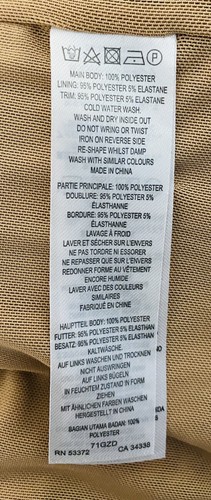 MAIN BODY: 100% POLYESTER
LINING: 95% POLYESTER 5% ELASTANE
TRIM: 95% POLYESTER 5% ELASTANE
COLD WATER WASH
WASH AND DRY INSIDE OUT
DO NOT WRING OR TWIST
IRON ON REVERSE SIDE
RE-SHAPE WHILST DAMP
WASH WITH SIMILAR COLOURS
MADE IN CHINA
PARTIE PRINCIPALE: 100% POLYESTER
DOUBLURE: 95% POLYESTER 5%
ÉLASTHANNE
BORDURE: 95% POLYESTER 5%
ÉLASTHANNE
LAVAGE À FROID
LAVER ET SÉCHER SUR L'ENVERS
NE PAS TORDRE NI ESSORER
NE REPASSER QUE SUR L'ENVERS
REDONNER FORME AU VÊTEMENT
ENCORE HUMIDE
LAVER AVEC DES COULEURS
SIMILAIRES
FABRIQUÉ EN CHINE
HAUPTTEIL BODY: 100% POLYESTER
FUTTER: 95% POLYESTER 5% ELASTHAN
BESATZ: 95% POLYESTER 5% ELASTHAN
KALTWÄSCHE
AUF LINKS WASCHEN UND TROCKNEN
NICHT AUSWRINGEN
AUF LINKS BÜGELN
IN FEUCHTEM ZUSTAND IN FORM
ZIEHEN
MIT ÄHNLICHEN FARBEN WASCHEN
HERGESTELLT IN CHINA
BAGIAN UTAMA BADAN: 100%
POLYESTER
71GZD
RN 53372 CA 34338